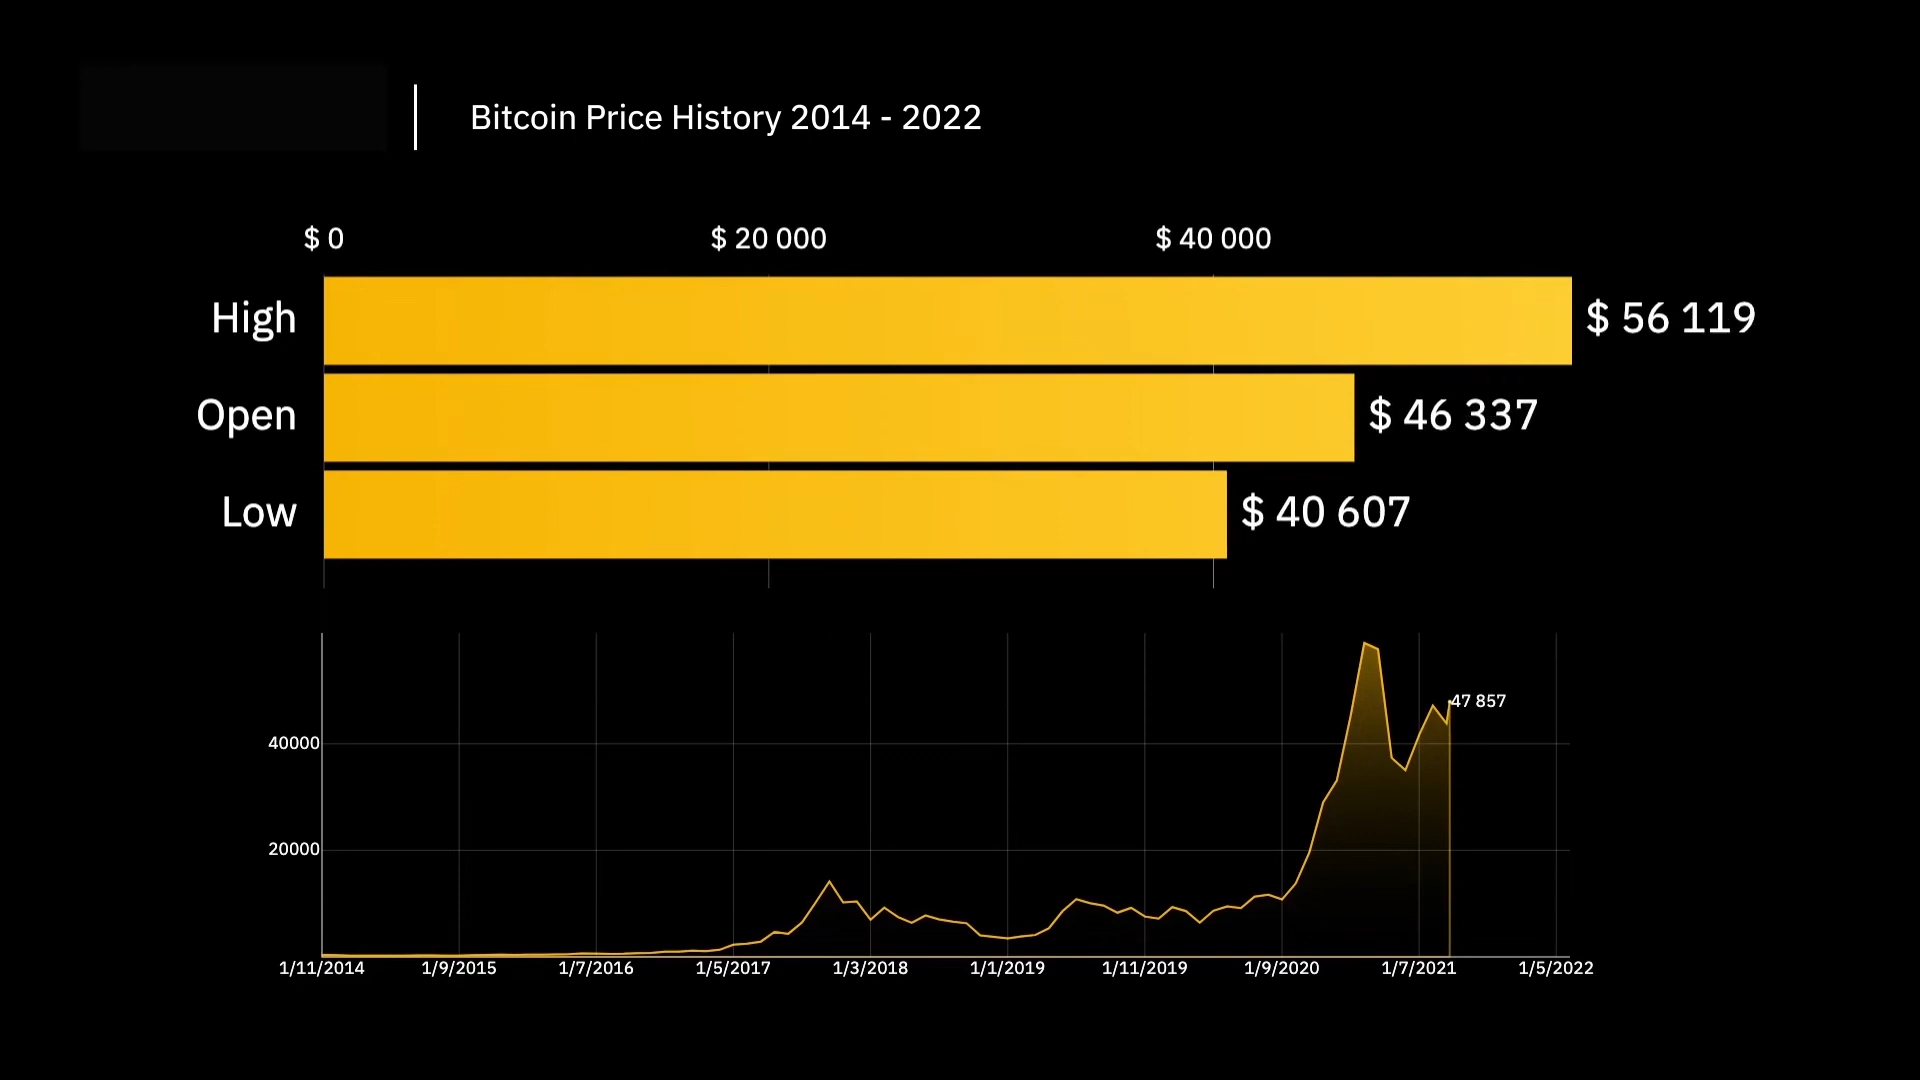 Bitcoin Price History 2014 - 2022
$ 0 $ 20 000 $ 40 000
High $ 56 119
Open $ 46 337
Low $ 40 607
47 857
40000
20000
1/11/2014 1/9/2015 1/7/2016 1/5/2017 1/3/2018 1/1/2019 1/11/2019 1/9/2020 1/7/2021 1/5/2022